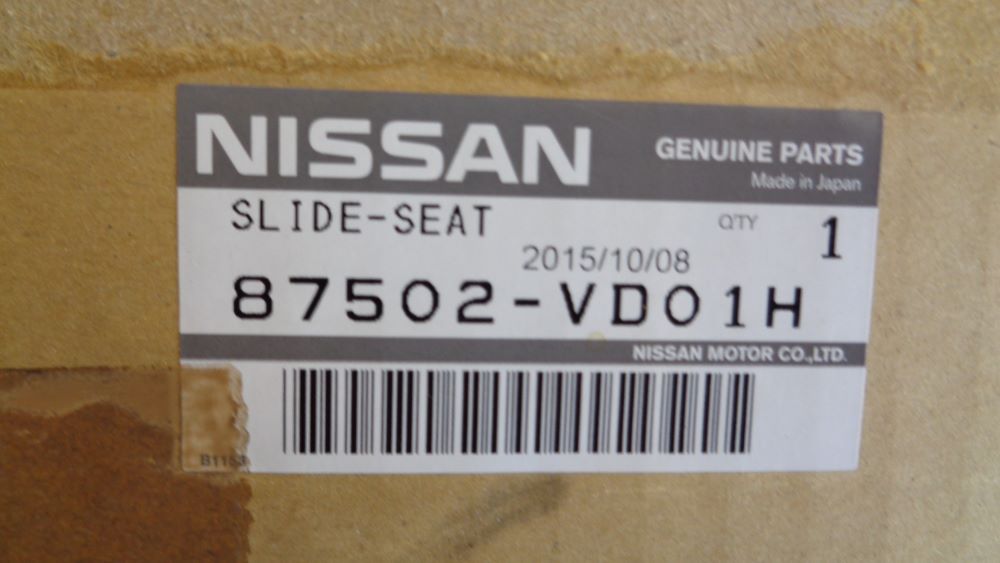 NISSAN GENUINE PARTS
Made in Japan
SLIDE-SEAT QTY 1
2015/10/08
87502-VD01H
NISSAN MOTOR CO.,LTD.